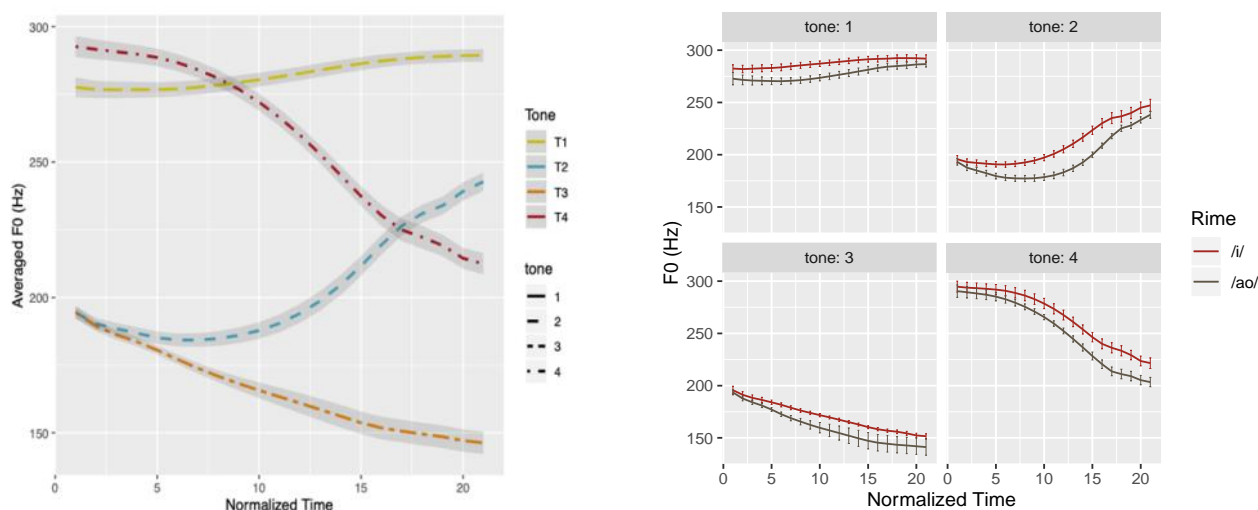 300
250
200
150
0
5
10
15
20
Averaged F0 (Hz)
Normalized Time
Tone
T1
T2
T3
T4
tone
1
2
3
4
tone: 1
tone: 2
300
250
200
150
tone: 3
tone: 4
300
250
200
150
0 5 10 15 20
0 5 10 15 20
F0 (Hz)
Normalized Time
Rime
/i/
/ao/